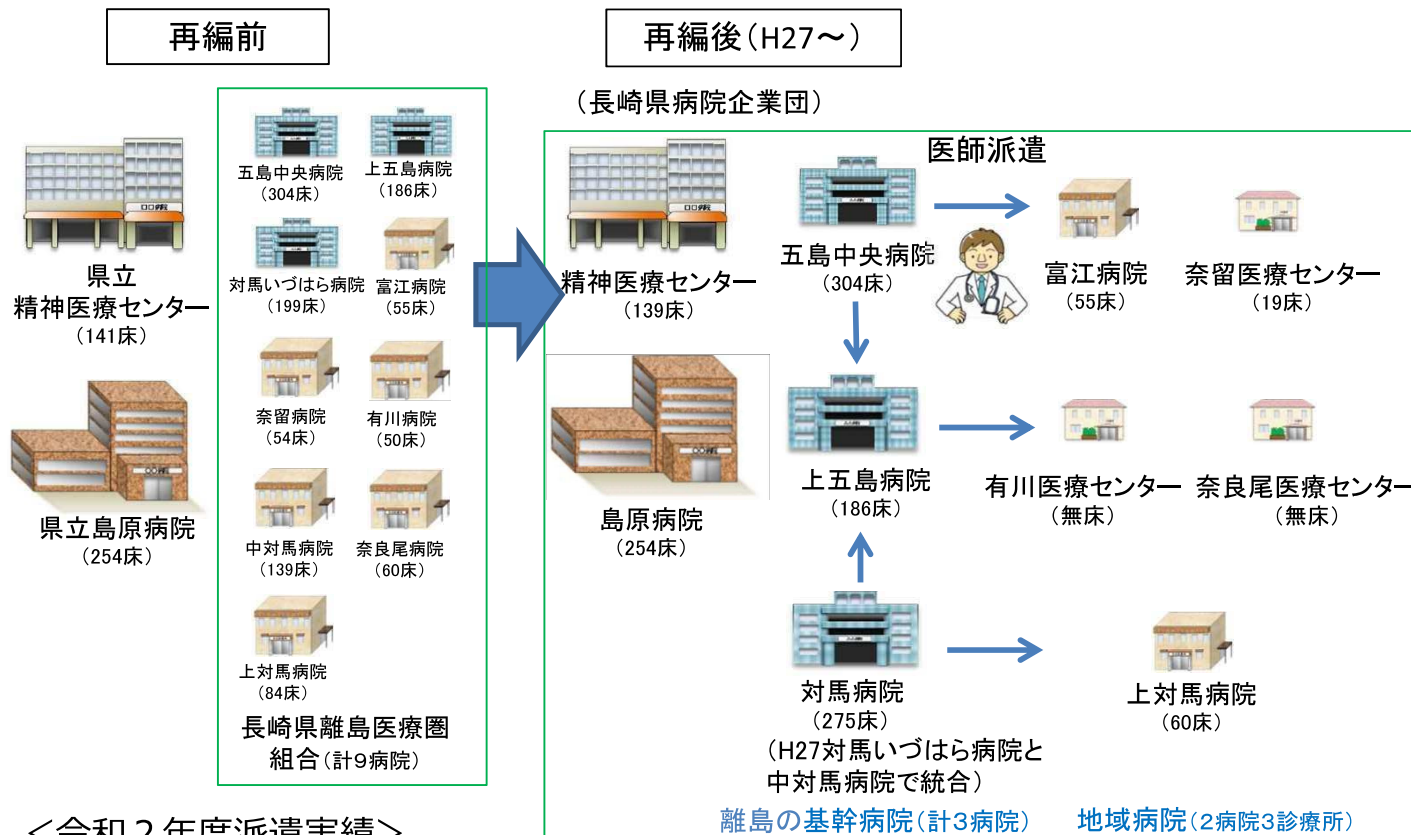 再編前
再編後(H27~)
県立
精神医療センター
(141床)
県立島原病院
(254床)
五島中央病院
(304床)
上五島病院
(186床)
対馬いづはら病院
(199床)
富江病院
(55床)
奈留病院
(54床)
有川病院
(50床)
中対馬病院
(139床)
奈良尾病院
(60床)
上対馬病院
(84床)
長崎県離島医療圏
組合(計9病院)
(長崎県病院企業団)
精神医療センター
(139床)
島原病院
(254床)
医師派遣
五島中央病院
(304床)
富江病院
(55床)
奈留医療センター
(19床)
上五島病院
(186床)
有川医療センター
(無床)
奈良尾医療センター
(無床)
対馬病院
(275床)
(H27対馬いづはら病院と
中対馬病院で統合)
上対馬病院
(60床)
離島の基幹病院(計3病院)
地域病院(2病院3診療所)
<令和2年度派遣実績>